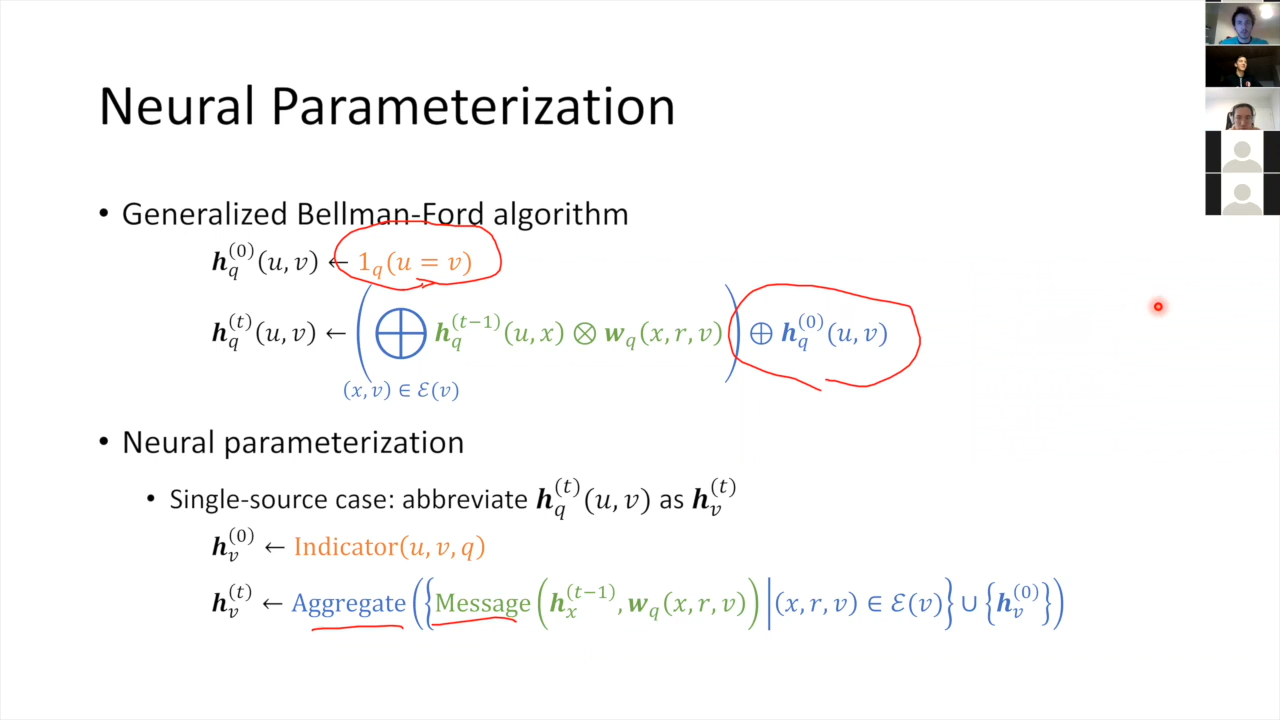 Neural Parameterization
• Generalized Bellman-Ford algorithm
𝒉_q^(0)(u, v) ← 1_q(u = v)
𝒉_q^(t)(u, v) ← (⊕_{(x,v)∈ℰ(v)} 𝒉_q^(t−1)(u, x) ⊗ 𝒘_q(x, r, v)) ⊕ 𝒉_q^(0)(u, v)
• Neural parameterization
• Single-source case: abbreviate 𝒉_q^(t)(u, v) as 𝒉_v^(t)
𝒉_v^(0) ← Indicator(u, v, q)
𝒉_v^(t) ← Aggregate({Message(𝒉_x^(t−1), 𝒘_q(x, r, v))|(x, r, v) ∈ ℰ(v)} ∪ {𝒉_v^(0)})